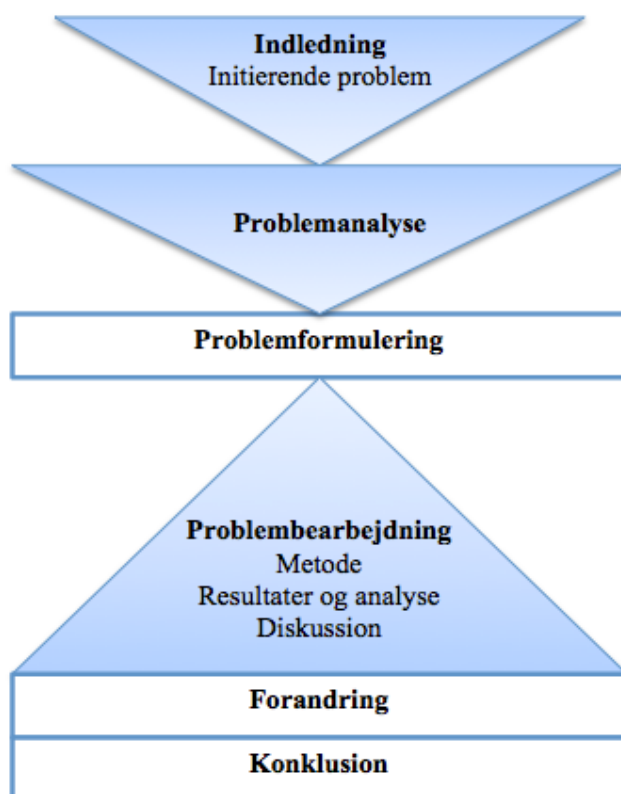 Indledning
Initierende problem
Problemanalyse
Problemformulering
Problembearbejdning
Metode
Resultater og analyse
Diskussion
Forandring
Konklusion